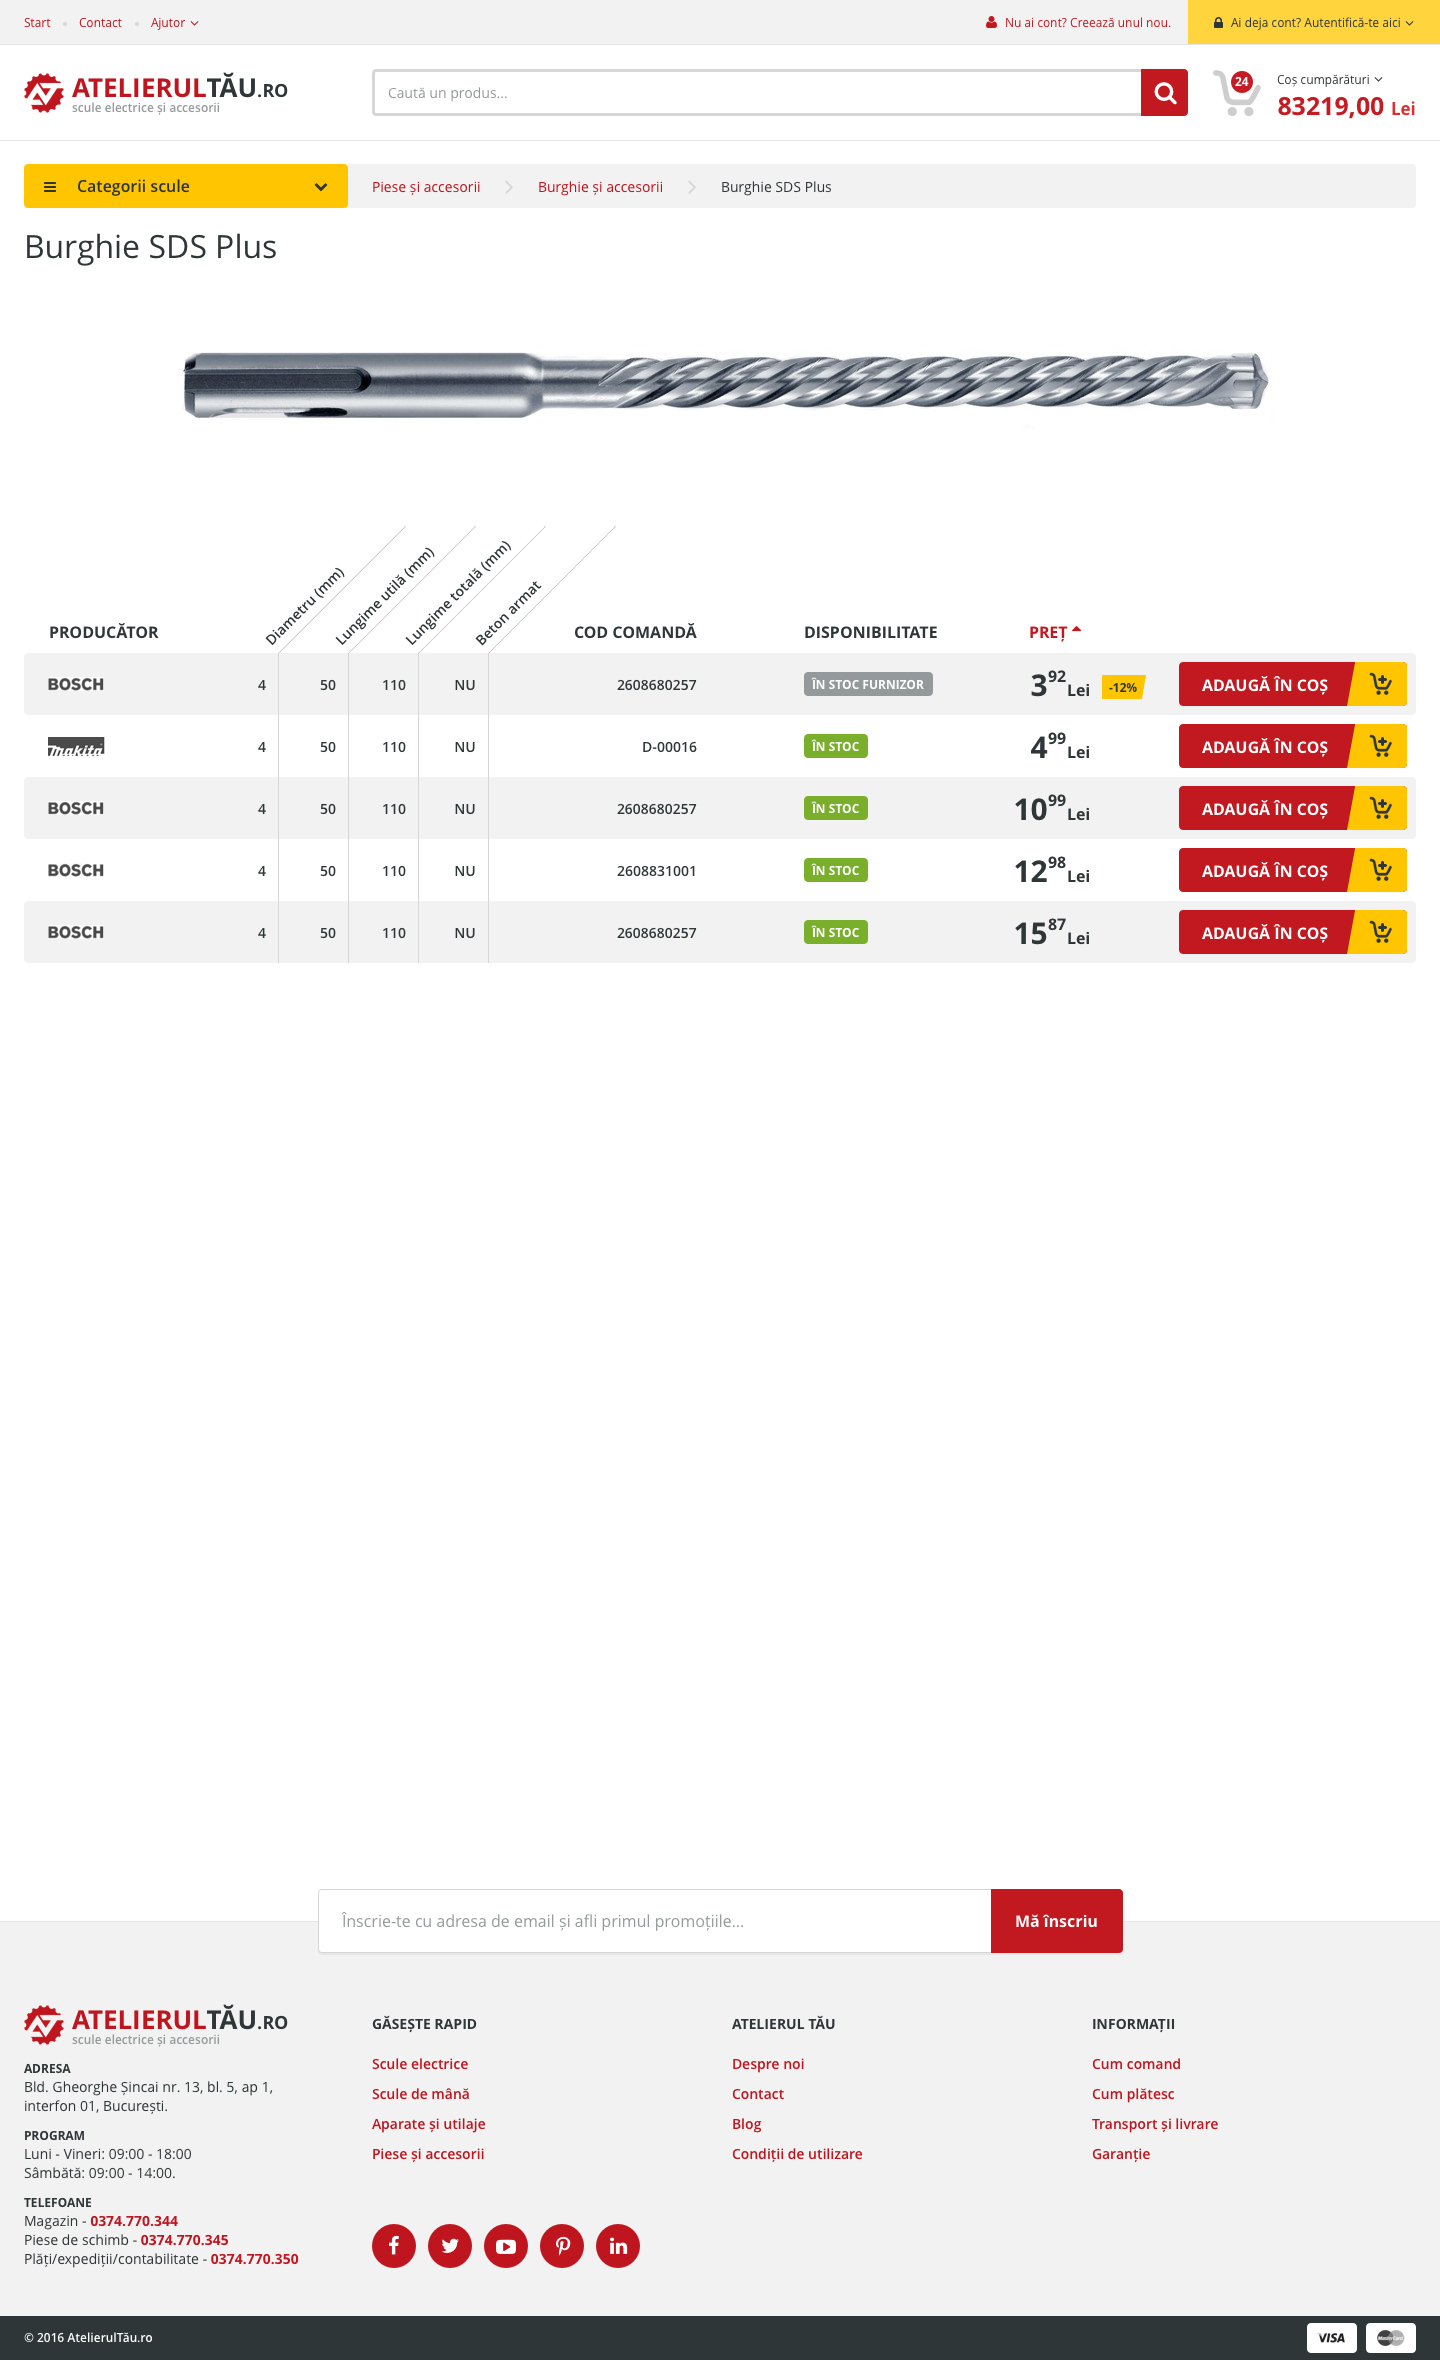 Start
Contact
Ajutor
Nu ai cont? Creează unul nou.
Ai deja cont? Autentifică-te aici
ATELIERULTĂU.RO
scule electrice și accesorii
Caută un produs...
24
Coș cumpărături
83219,00 Lei
Categorii scule
Piese și accesorii
Burghie și accesorii
Burghie SDS Plus
Burghie SDS Plus
PRODUCĂTOR
Diametru (mm)
Lungime utilă (mm)
Lungime totală (mm)
Beton armat
COD COMANDĂ
DISPONIBILITATE
PREȚ
BOSCH 4 50 110 NU 2608680257 ÎN STOC FURNIZOR 3 92 Lei -12% ADAUGĂ ÎN COȘ
makita 4 50 110 NU D-00016 ÎN STOC 4 99 Lei ADAUGĂ ÎN COȘ
BOSCH 4 50 110 NU 2608680257 ÎN STOC 10 99 Lei ADAUGĂ ÎN COȘ
BOSCH 4 50 110 NU 2608831001 ÎN STOC 12 98 Lei ADAUGĂ ÎN COȘ
BOSCH 4 50 110 NU 2608680257 ÎN STOC 15 87 Lei ADAUGĂ ÎN COȘ
Înscrie-te cu adresa de email și afli primul promoțiile...
Mă înscriu
ATELIERULTĂU.RO
scule electrice și accesorii
ADRESA
Bld. Gheorghe Șincai nr. 13, bl. 5, ap 1,
interfon 01, București.
PROGRAM
Luni - Vineri: 09:00 - 18:00
Sâmbătă: 09:00 - 14:00.
TELEFOANE
Magazin - 0374.770.344
Piese de schimb - 0374.770.345
Plăți/expediții/contabilitate - 0374.770.350
GĂSEȘTE RAPID
Scule electrice
Scule de mână
Aparate și utilaje
Piese și accesorii
ATELIERUL TĂU
Despre noi
Contact
Blog
Condiții de utilizare
INFORMAȚII
Cum comand
Cum plătesc
Transport și livrare
Garanție
© 2016 AtelierulTău.ro
VISA
MasterCard